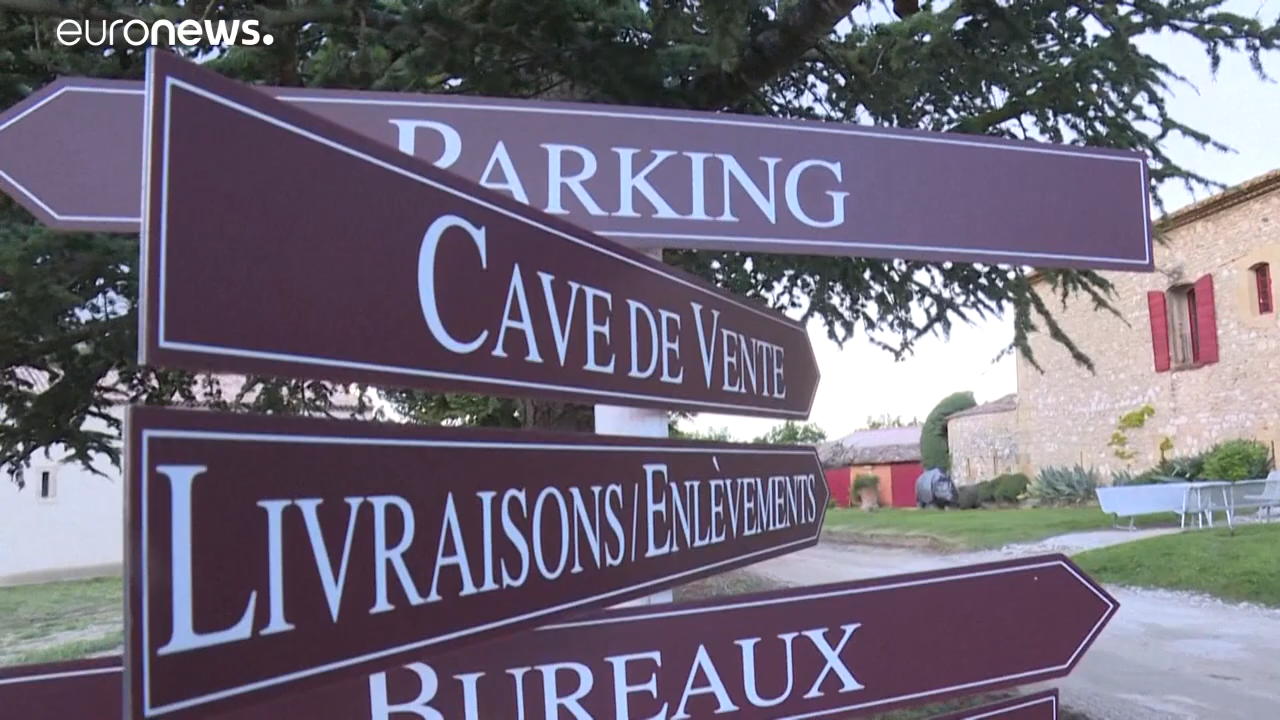 euronews.
PARKING
CAVE DE VENTE
LIVRAISONS/ENLÈVEMENTS
BUREAUX